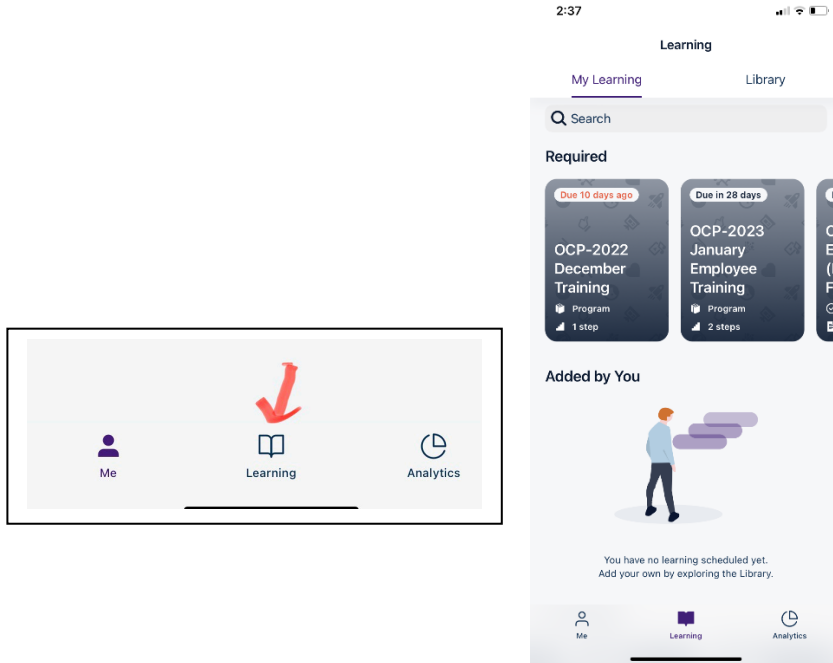 Me
Learning
Analytics
2:37
Learning
My Learning
Library
Search
Required
Due 10 days ago
OCP-2022
December
Training
Program
1 step
Due in 28 days
OCP-2023
January
Employee
Training
Program
2 steps
Added by You
You have no learning scheduled yet.
Add your own by exploring the Library.
Me
Learning
Analytics